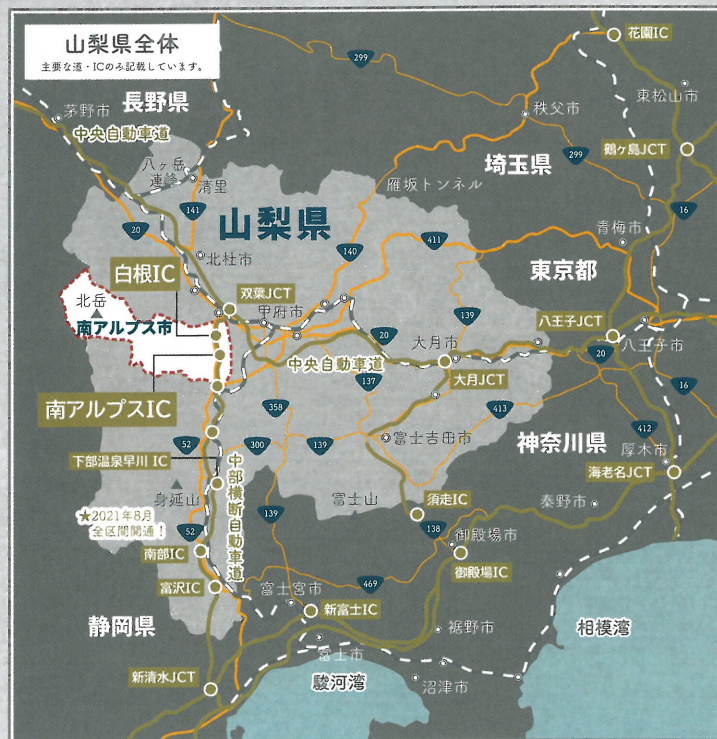 山梨県全体
主要な道・ICのみ記載しています。
花園IC
299
長野県
茅野市
中央自動車道
秩父市
東松山市
八ヶ岳
連峰
清里
埼玉県
299
鶴ヶ島JCT
雁坂トンネル
141
16
山梨県
20
140
411
青梅市
北杜市
東京都
白根IC
北岳
双葉JCT
甲府市
139
南アルプス市
20
大月市
八王子JCT
八王子市
20
中央自動車道
大月JCT
137
16
南アルプスIC
358
413
412
52
300
139
富士吉田市
神奈川県
厚木市
下部温泉早川 IC
海老名JCT
中部横断自動車道
身延山
富士山
須走IC
秦野市
★2021年8月
全区間開通!
139
138
52
御殿場市
南部IC
御殿場IC
富沢IC
富士宮市
469
静岡県
新富士IC
裾野市
相模湾
富士市
新清水JCT
駿河湾
沼津市